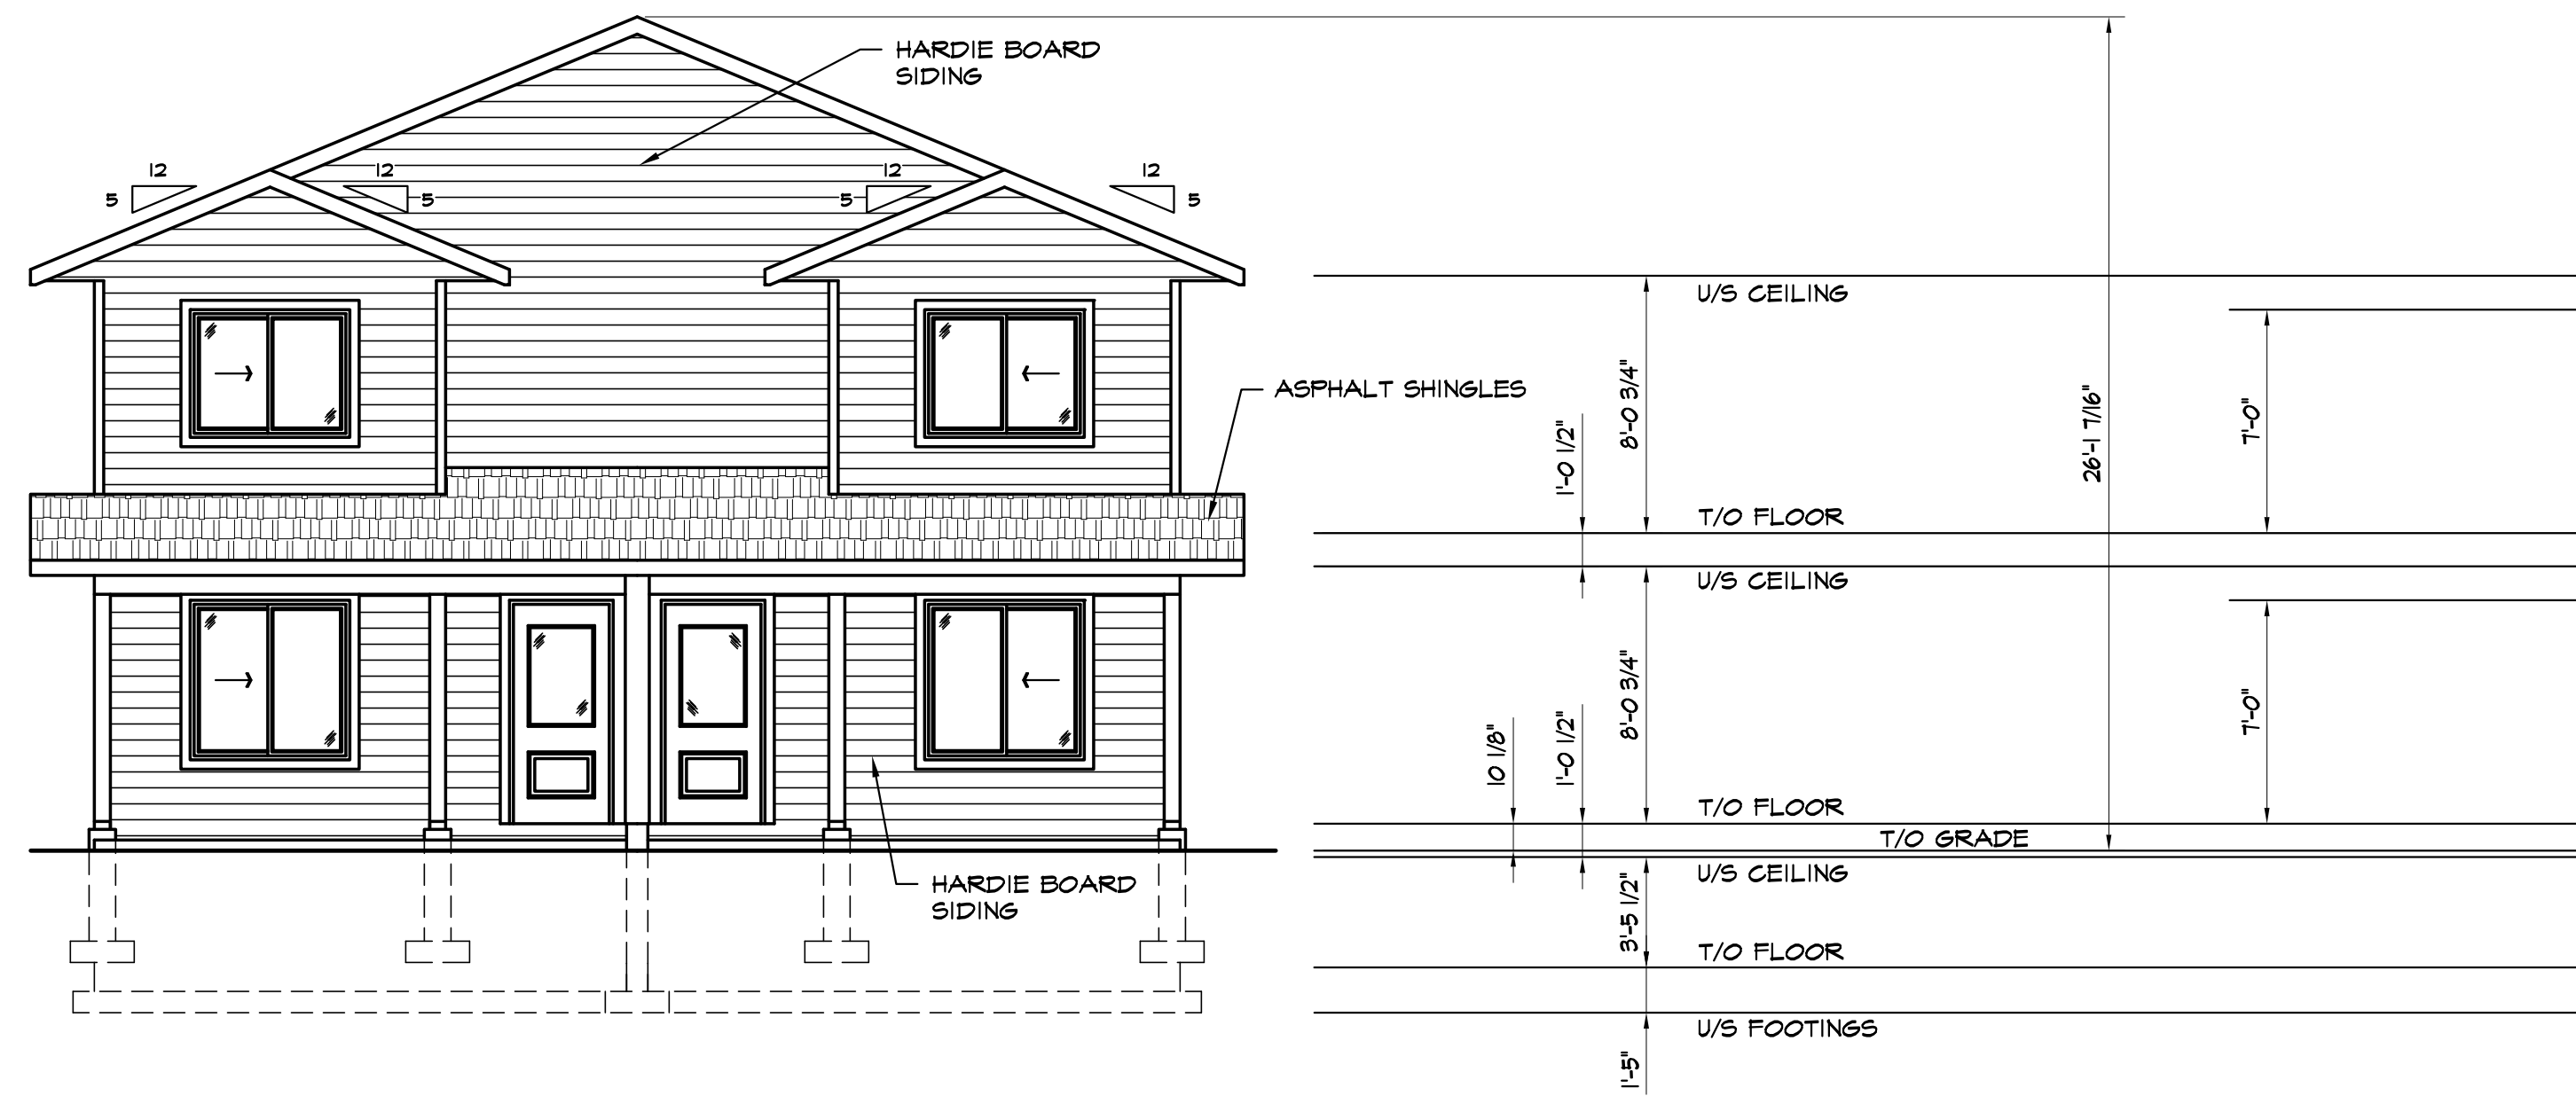 HARDIE BOARD
SIDING
12
5
12
5
12
5
12
5
U/S CEILING
8'-0 3/4"
7'-0"
26'-1 7/16"
ASPHALT SHINGLES
1'-0 1/2"
T/O FLOOR
U/S CEILING
8'-0 3/4"
7'-0"
10 1/8"
1'-0 1/2"
T/O FLOOR
T/O GRADE
U/S CEILING
HARDIE BOARD
SIDING
3'-5 1/2"
T/O FLOOR
U/S FOOTINGS
1'-5"